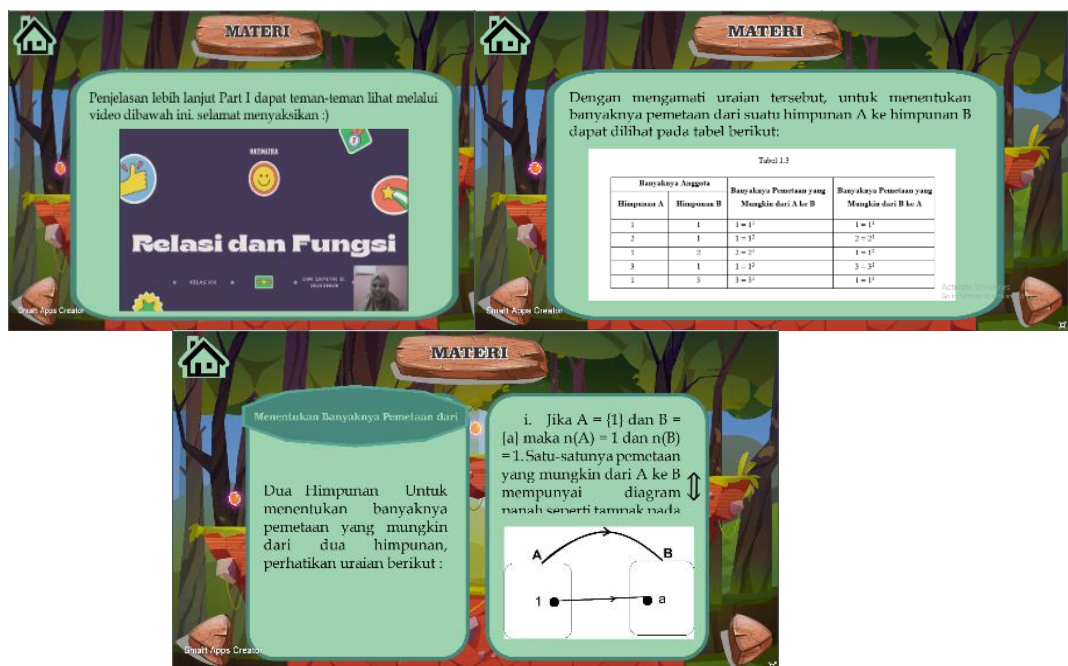 MATERI
Penjelasan lebih lanjut Part I dapat teman-teman lihat melalui
video dibawah ini. selamat menyaksikan :)
MATEMATIKA
Relasi dan Fungsi
KELAS VIII
Smart Apps Creator
MATERI
Dengan mengamati uraian tersebut, untuk menentukan
banyaknya pemetaan dari suatu himpunan A ke himpunan B
dapat dilihat pada tabel berikut:
Tabel 1.3
Banyaknya Anggota
Banyaknya Pemetaan yang Mungkin dari A ke B
Banyaknya Pemetaan yang Mungkin dari B ke A
Himpunan A Himpunan B
1 1 1 = 1¹ 1 = 1¹
2 1 1 = 1² 2 = 2¹
1 2 2 = 2¹ 1 = 1²
3 1 1 = 1³ 3 = 3¹
1 3 3 = 3¹ 1 = 1³
Activate Windows
Smart Apps Creator
MATERI
Menentukan Banyaknya Pemetaan dari
Dua Himpunan Untuk
menentukan banyaknya
pemetaan yang mungkin
dari dua himpunan,
perhatikan uraian berikut :
i. Jika A = {1} dan B =
{a} maka n(A) = 1 dan n(B)
= 1. Satu-satunya pemetaan
yang mungkin dari A ke B
mempunyai diagram
panah seperti tampak pada
A B
1 a
Smart Apps Creator